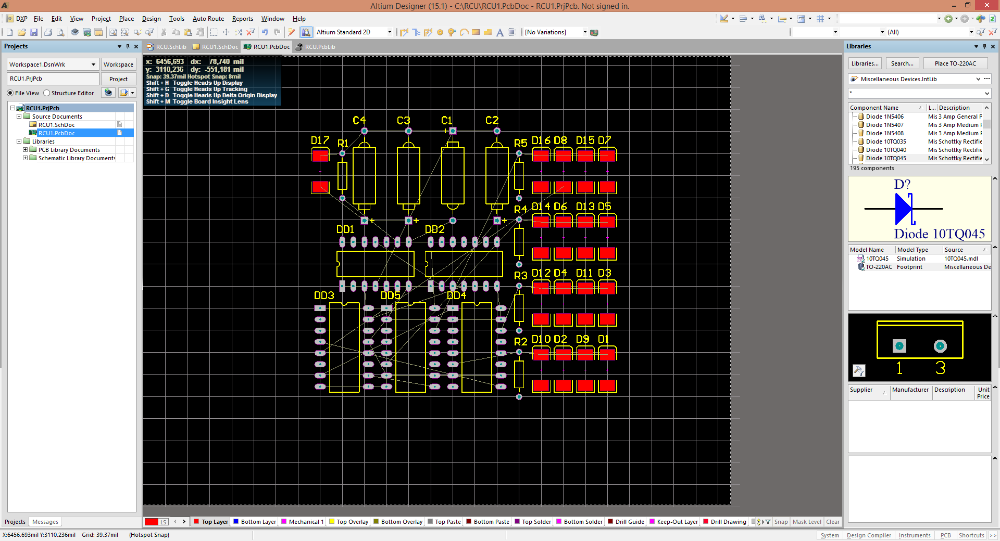 Altium Designer (15.1) - C:\RCU\RCU1.PcbDoc - RCU1.PrjPcb. Not signed in.
DXP File Edit View Project Place Design Tools Auto Route Reports Window Help
Altium Standard 2D [No Variations] (All)
Projects
RCU.SchLib RCU1.SchDoc RCU1.PcbDoc RCU.PcbLib
Libraries
Workspace1.DsnWrk Workspace
RCU1.PrjPcb Project
File View Structure Editor
RCU1.PrjPcb
Source Documents
RCU1.SchDoc
RCU1.PcbDoc
Libraries
PCB Library Documents
Schematic Library Documents
Projects Messages
x: 6456,693 dx: 78,740 mil
y: 3110,236 dy: -551,181 mil
Snap: 39.37mil Hotspot Snap: 8mil
Shift + H Toggle Heads Up Display
Shift + G Toggle Heads Up Tracking
Shift + D Toggle Heads Up Delta Origin Display
Shift + M Toggle Board Insight Lens
C4 C3 C1 C2
D17 R1 R5 D16 D8 D15 D7
R4 D14 D6 D13 D5
DD1 DD2
R3 D12 D4 D11 D3
DD3 DD5 DD4
R2 D10 D2 D9 D1
Libraries... Search... Place TO-220AC
Miscellaneous Devices.IntLib ...
*
Component Name L... Description
Diode 1N5406 Mis 3 Amp General P
Diode 1N5407 Mis 3 Amp Medium F
Diode 1N5408 Mis 3 Amp Medium F
Diode 10TQ035 Mis Schottky Rectifie
Diode 10TQ040 Mis Schottky Rectifie
Diode 10TQ045 Mis Schottky Rectifie
195 components
D?
Diode 10TQ045
Model Name Model Type Source
10TQ045 Simulation 10TQ045.mdl
TO-220AC Footprint Miscellaneous De
1 3
Supplier Manufacturer Description Unit Price
LS Top Layer Bottom Layer Mechanical 1 Top Overlay Bottom Overlay Top Paste Bottom Paste Top Solder Bottom Solder Drill Guide Keep-Out Layer Drill Drawing Snap Mask Level Clear
X:6456.693mil Y:3110.236mil Grid: 39.37mil (Hotspot Snap)
System Design Compiler Instruments PCB Shortcuts >>